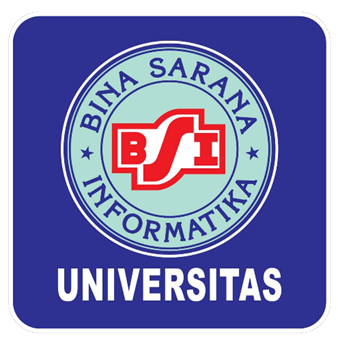 BINA SARANA
BSI
INFORMATIKA
UNIVERSITAS